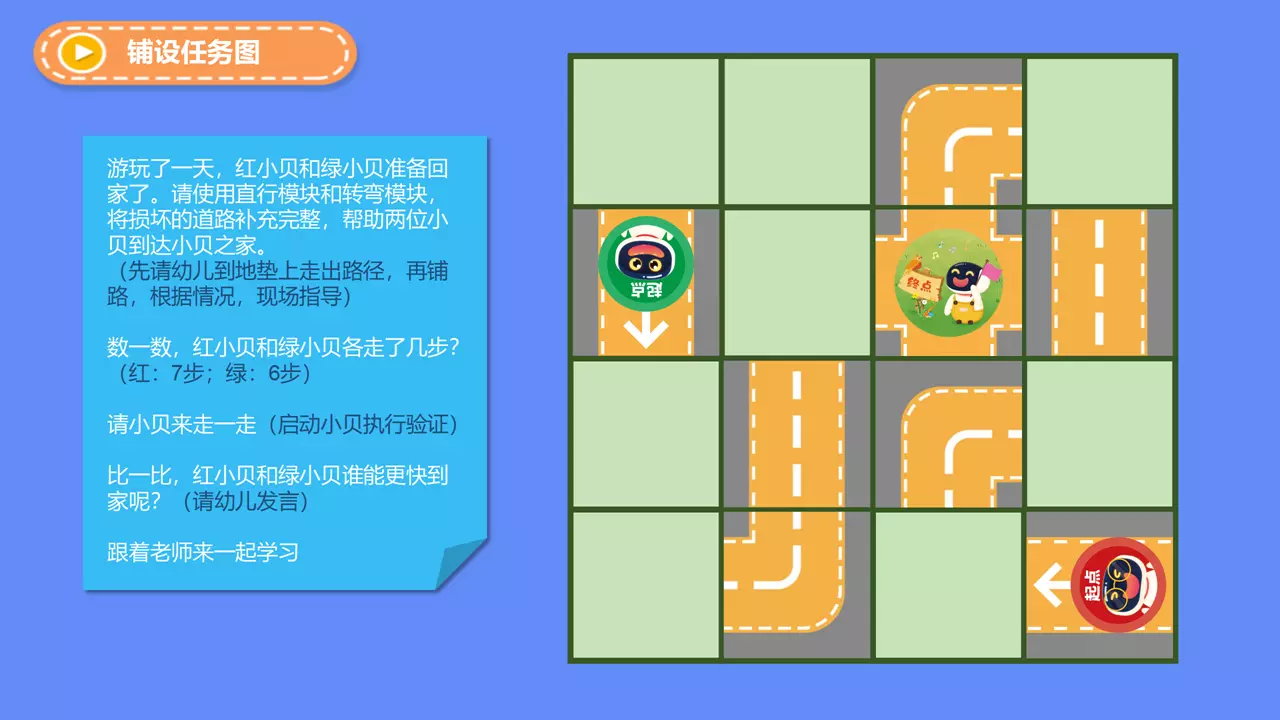 铺设任务图
游玩了一天，红小贝和绿小贝准备回
家了。请使用直行模块和转弯模块，
将损坏的道路补充完整，帮助两位小
贝到达小贝之家。
（先请幼儿到地垫上走出路径，再铺
路，根据情况，现场指导）
数一数，红小贝和绿小贝各走了几步？
（红：7步；绿：6步）
请小贝来走一走（启动小贝执行验证）
比一比，红小贝和绿小贝谁能更快到
家呢？（请幼儿发言）
跟着老师来一起学习
起点
终点
起点